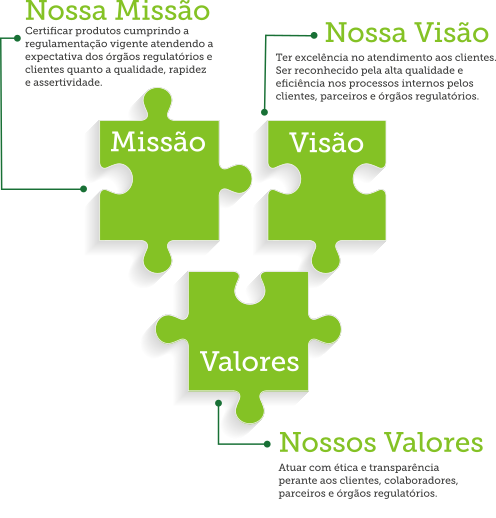 Nossa Missão
Certificar produtos cumprindo a
regulamentação vigente atendendo a
expectativa dos órgãos regulatórios e
clientes quanto a qualidade, rapidez
e assertividade.
Nossa Visão
Ter excelência no atendimento aos clientes.
Ser reconhecido pela alta qualidade e
eficiência nos processos internos pelos
clientes, parceiros e órgãos regulatórios.
Missão
Visão
Valores
Nossos Valores
Atuar com ética e transparência
perante aos clientes, colaboradores,
parceiros e órgãos regulatórios.